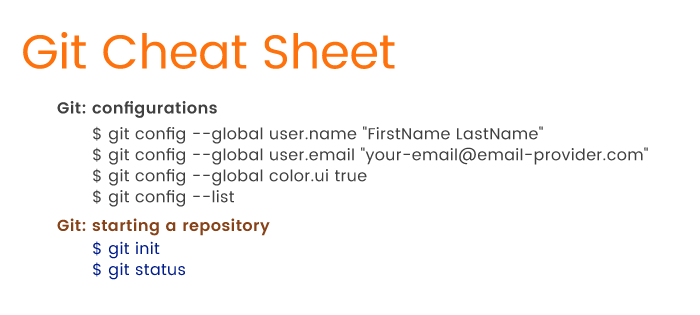 Git Cheat Sheet
Git: configurations
$ git config --global user.name "FirstName LastName"
$ git config --global user.email "your-email@email-provider.com"
$ git config --global color.ui true
$ git config --list
Git: starting a repository
$ git init
$ git status